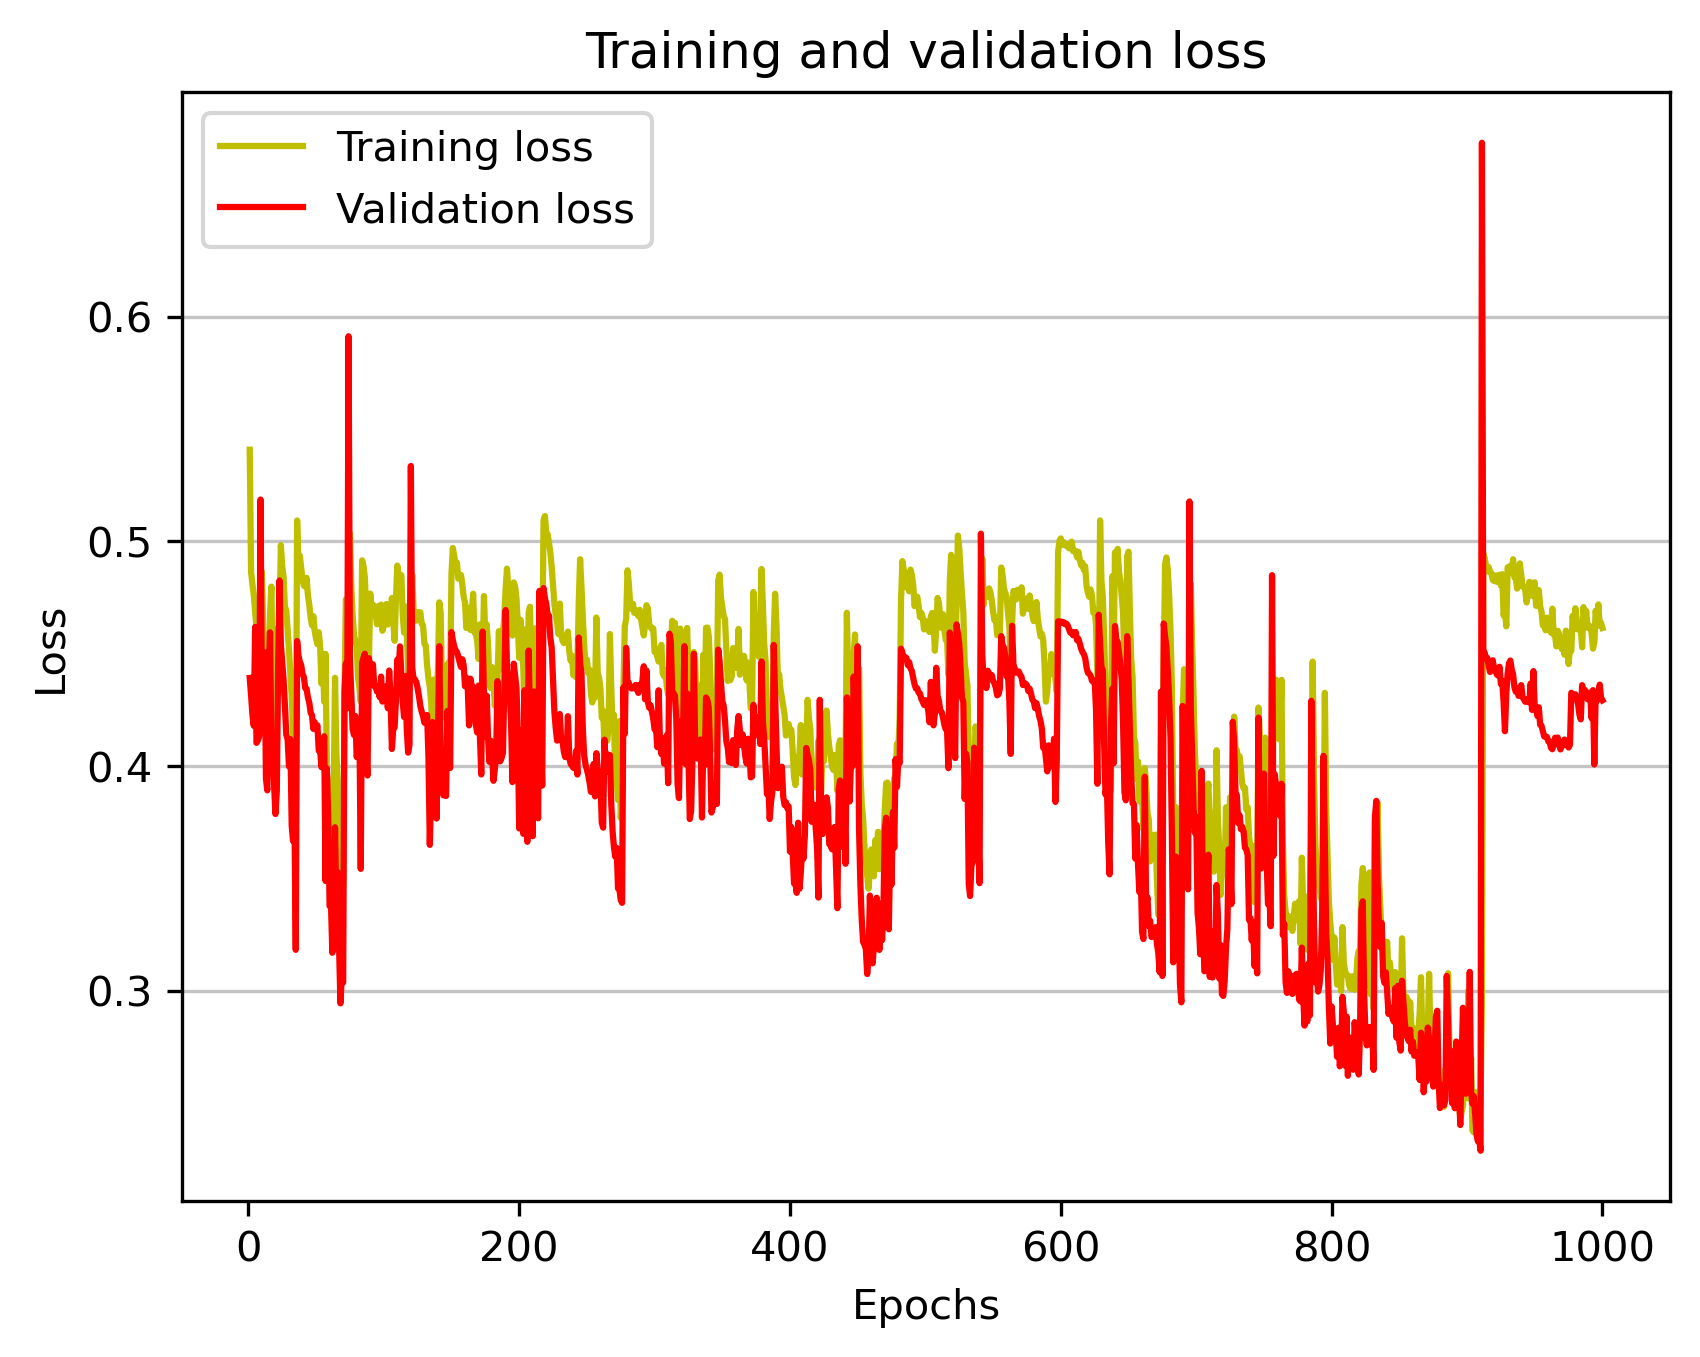 Training and validation loss
Training loss
Validation loss
Loss
0.6
0.5
0.4
0.3
0 200 400 600 800 1000
Epochs